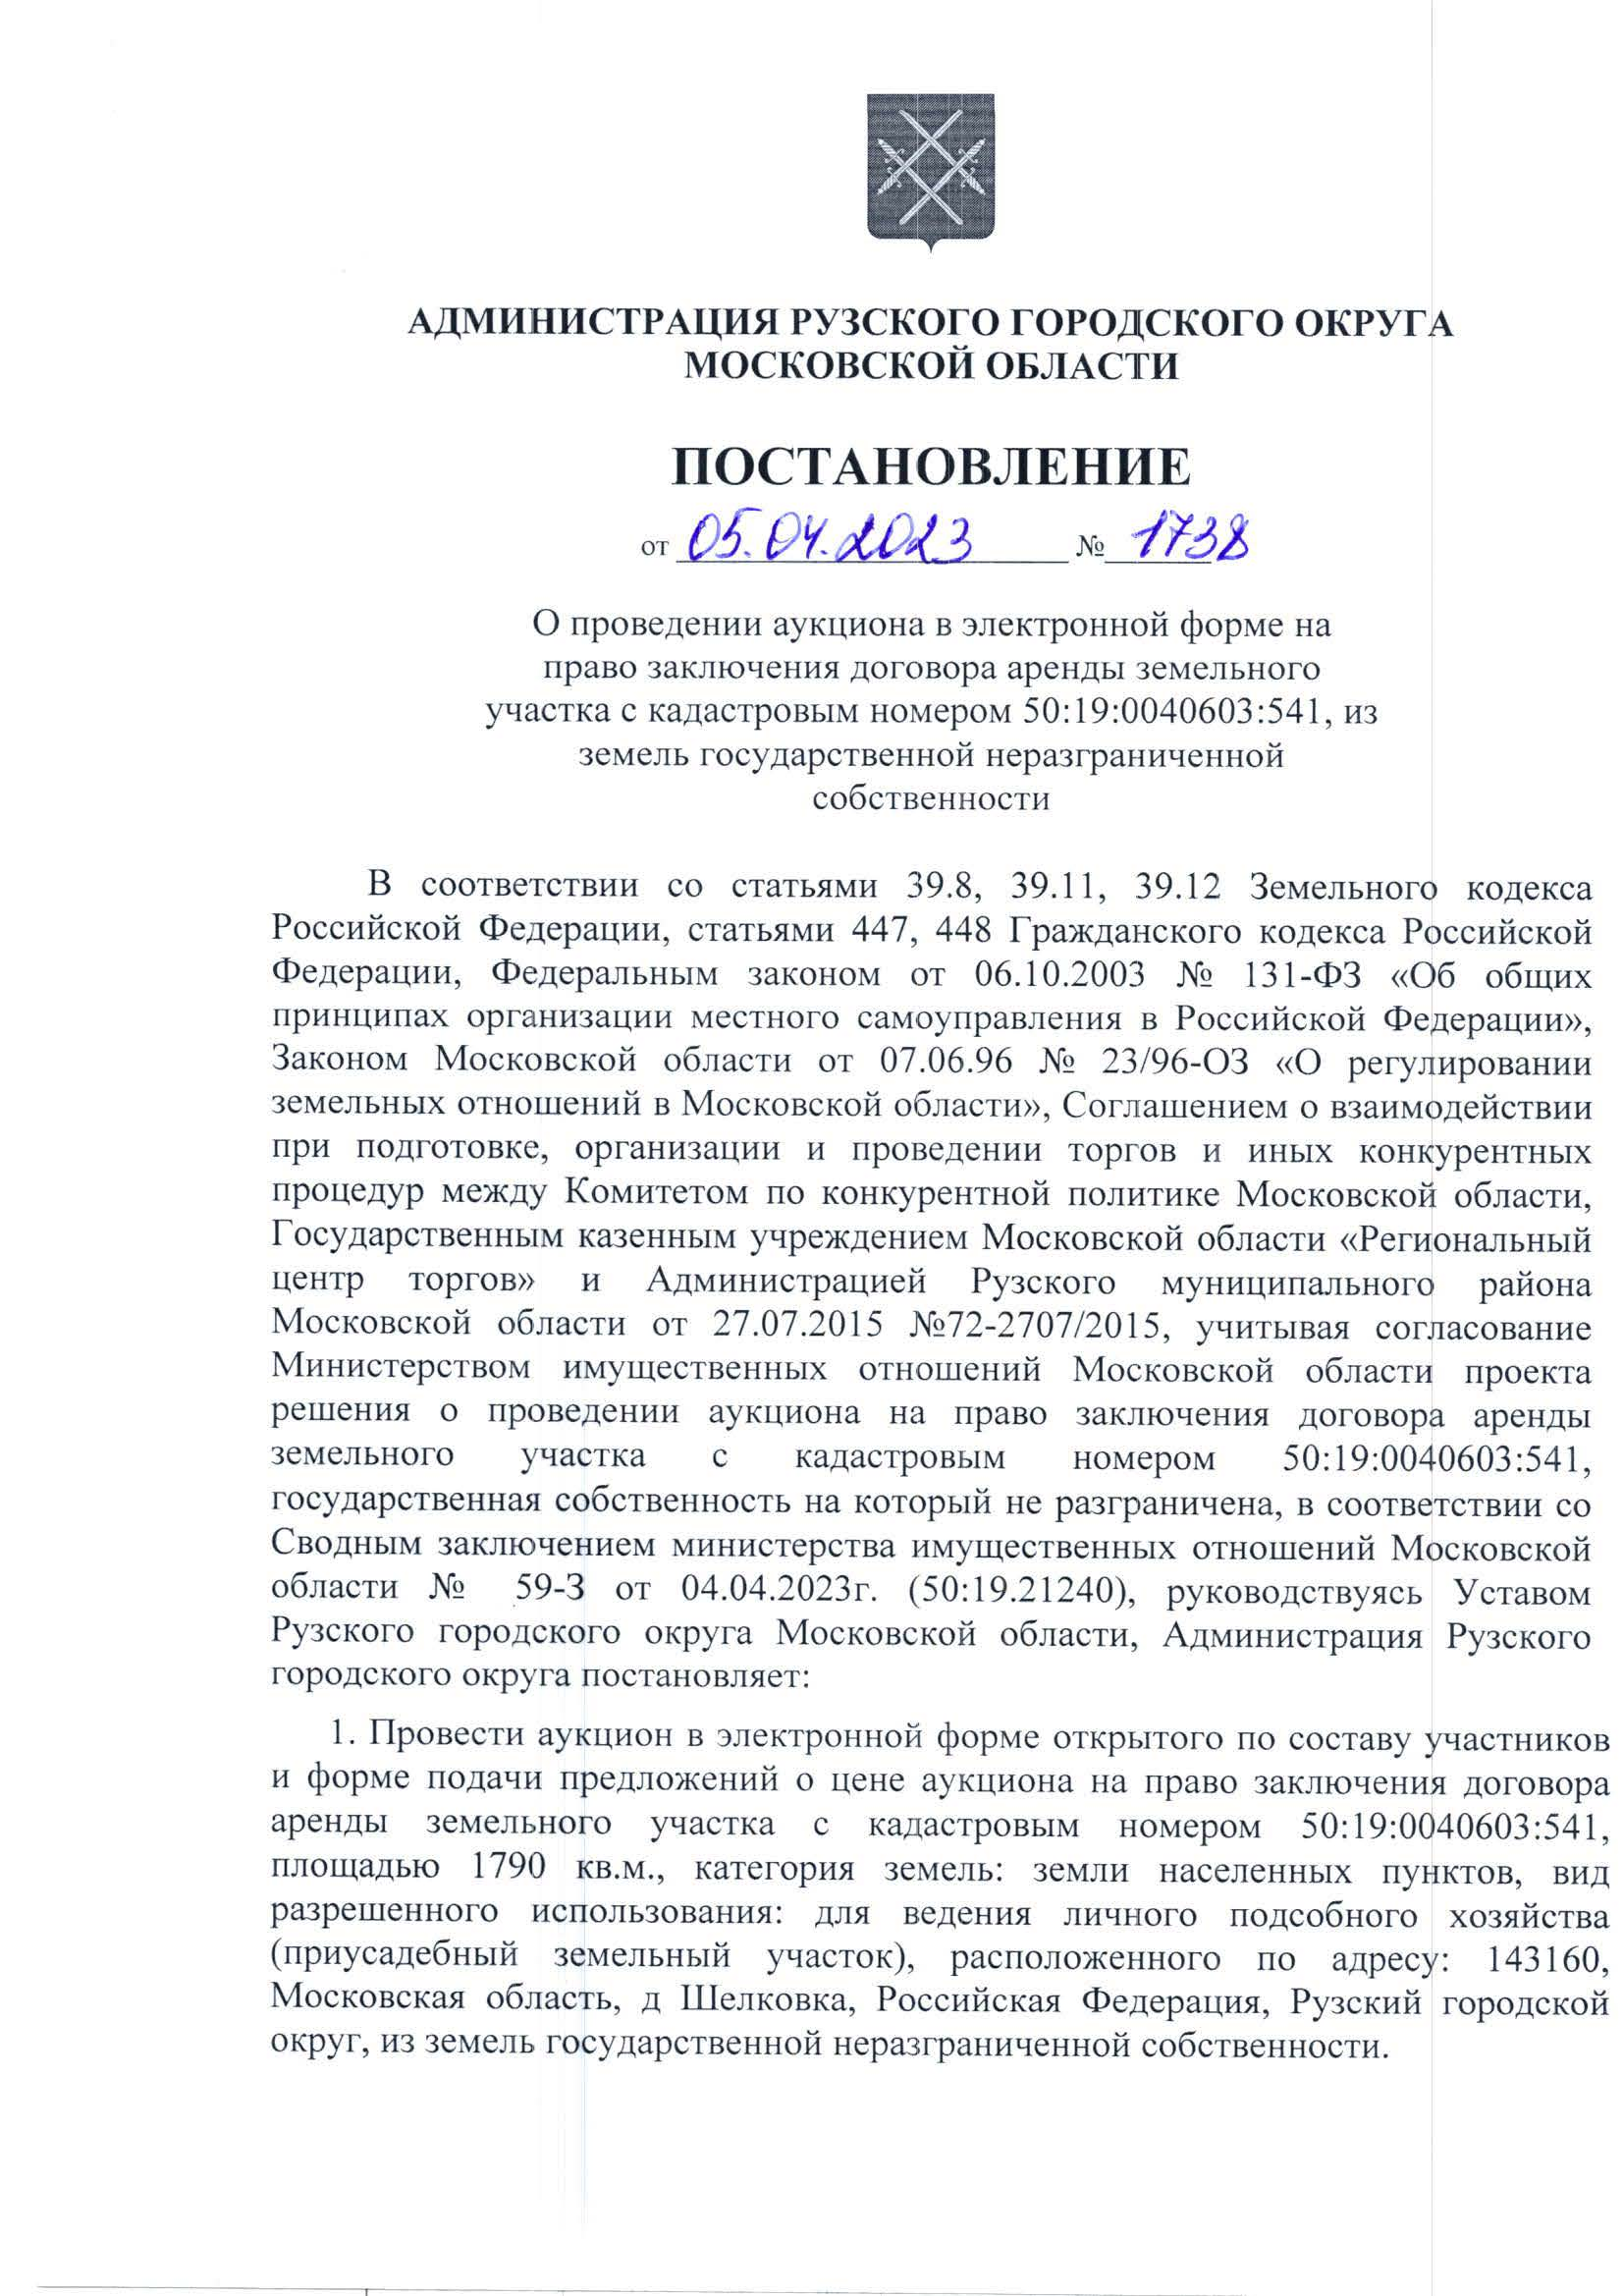 АДМИНИСТРАЦИЯ РУЗСКОГО ГОРОДСКОГО ОКРУГА
МОСКОВСКОЙ ОБЛАСТИ
ПОСТАНОВЛЕНИЕ
от 05.04.2023 № 1738
О проведении аукциона в электронной форме на
право заключения договора аренды земельного
участка с кадастровым номером 50:19:0040603:541, из
земель государственной неразграниченной
собственности
В соответствии со статьями 39.8, 39.11, 39.12 Земельного кодекса
Российской Федерации, статьями 447, 448 Гражданского кодекса Российской
Федерации, Федеральным законом от 06.10.2003 № 131-ФЗ «Об общих
принципах организации местного самоуправления в Российской Федерации»,
Законом Московской области от 07.06.96 № 23/96-ОЗ «О регулировании
земельных отношений в Московской области», Соглашением о взаимодействии
при подготовке, организации и проведении торгов и иных конкурентных
процедур между Комитетом по конкурентной политике Московской области,
Государственным казенным учреждением Московской области «Региональный
центр торгов» и Администрацией Рузского муниципального района
Московской области от 27.07.2015 №72-2707/2015, учитывая согласование
Министерством имущественных отношений Московской области проекта
решения о проведении аукциона на право заключения договора аренды
земельного участка с кадастровым номером 50:19:0040603:541,
государственная собственность на который не разграничена, в соответствии со
Сводным заключением министерства имущественных отношений Московской
области № 59-З от 04.04.2023г. (50:19.21240), руководствуясь Уставом
Рузского городского округа Московской области, Администрация Рузского
городского округа постановляет:
1. Провести аукцион в электронной форме открытого по составу участников
и форме подачи предложений о цене аукциона на право заключения договора
аренды земельного участка с кадастровым номером 50:19:0040603:541,
площадью 1790 кв.м., категория земель: земли населенных пунктов, вид
разрешенного использования: для ведения личного подсобного хозяйства
(приусадебный земельный участок), расположенного по адресу: 143160,
Московская область, д Шелковка, Российская Федерация, Рузский городской
округ, из земель государственной неразграниченной собственности.